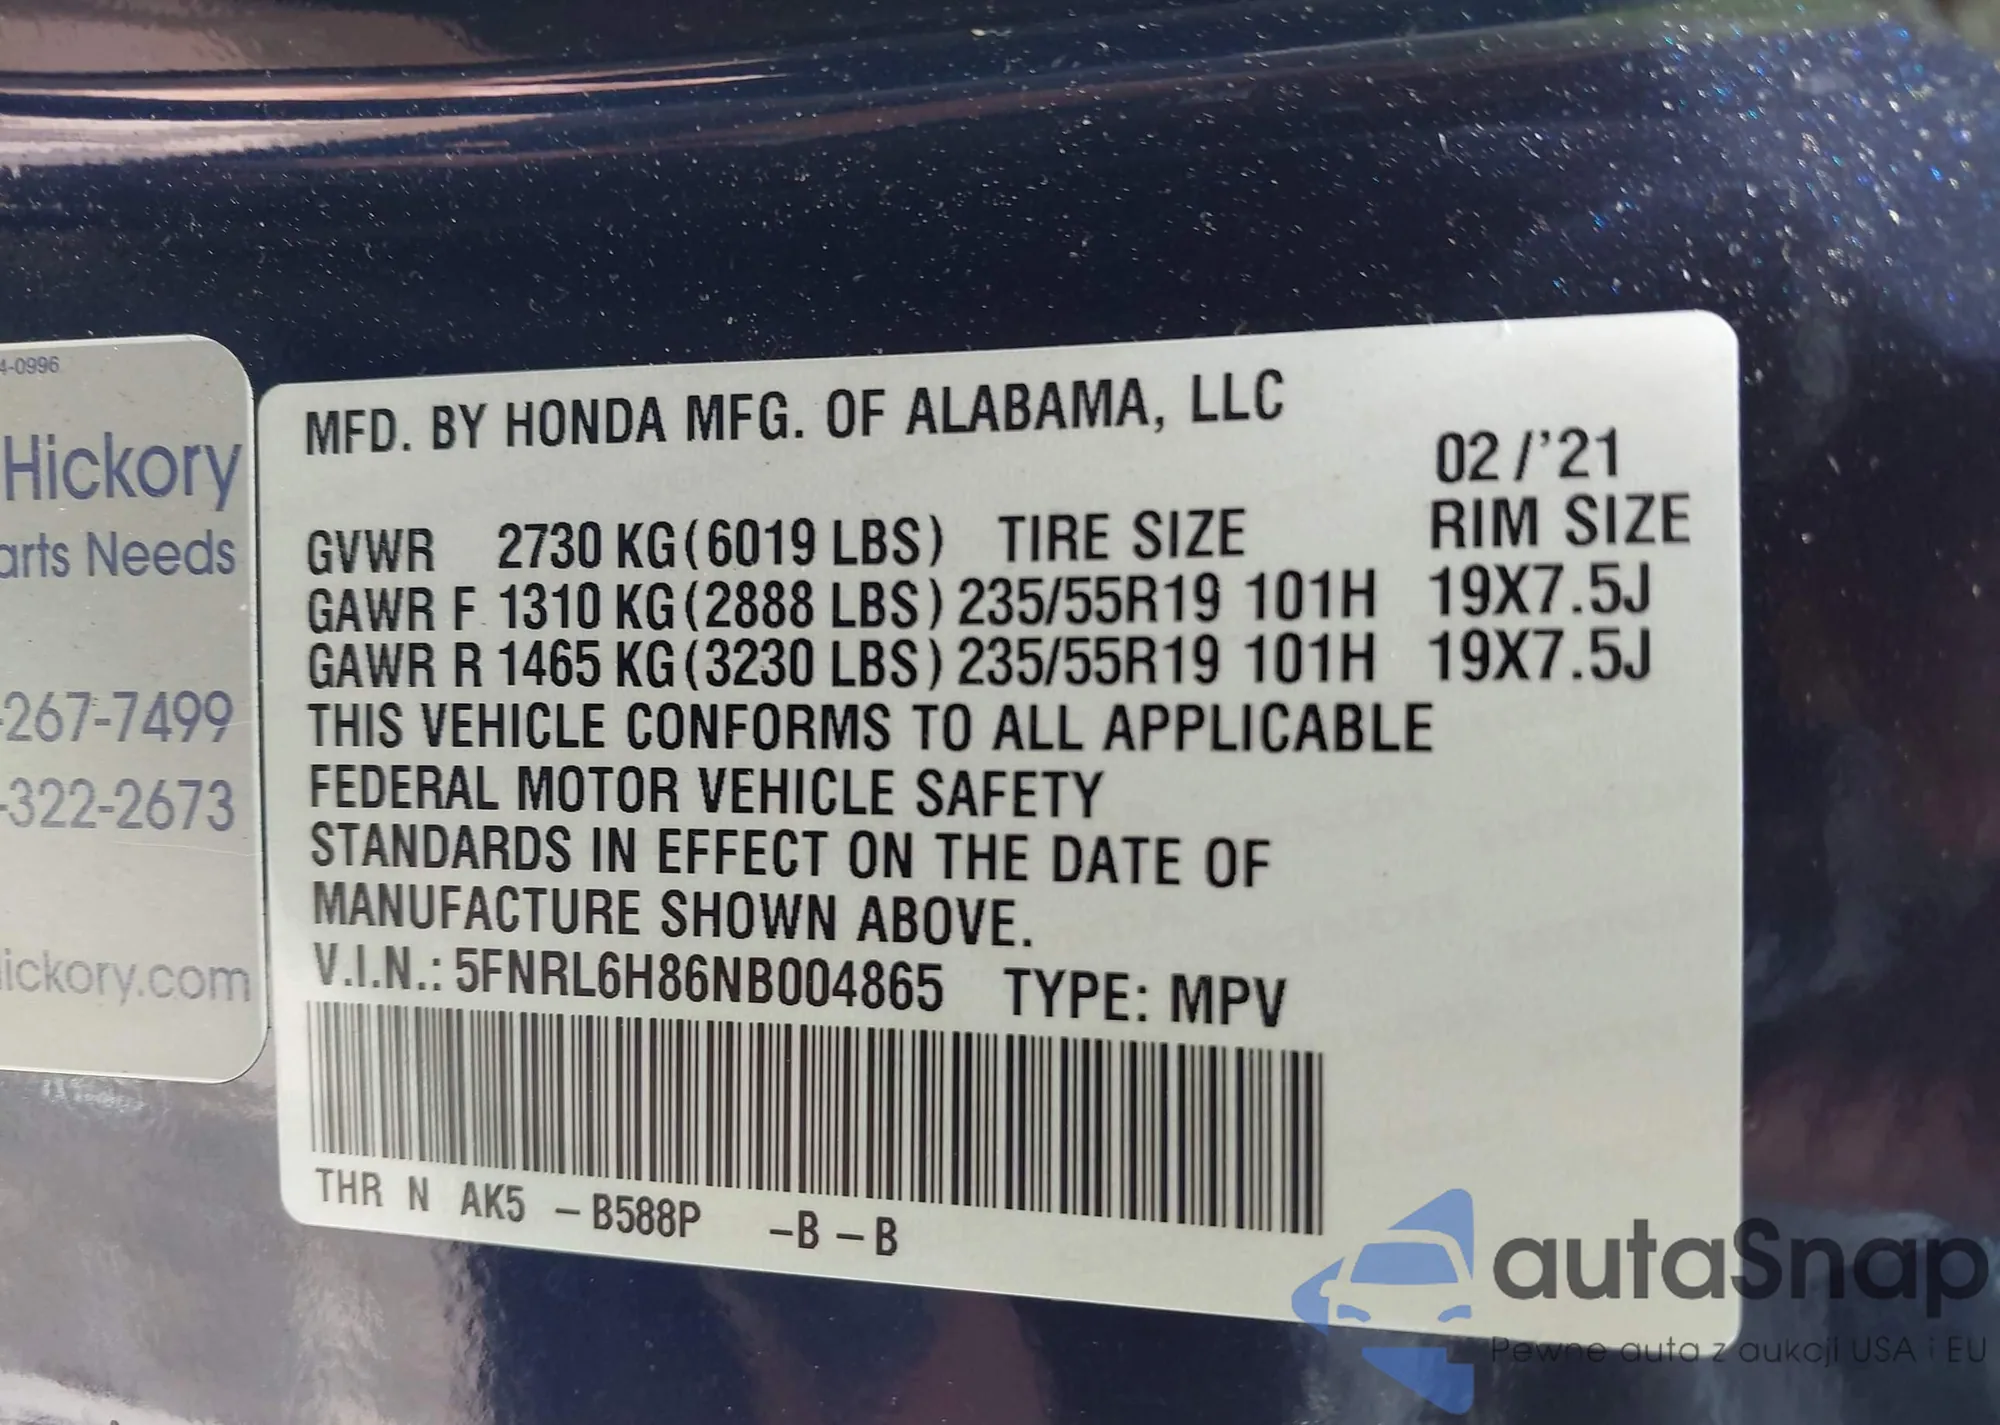 4-0996
Hickory
arts Needs
-267-7499
-322-2673
ickory.com
MFD. BY HONDA MFG. OF ALABAMA, LLC
02/'21
GVWR 2730 KG(6019 LBS) TIRE SIZE RIM SIZE
GAWR F 1310 KG(2888 LBS) 235/55R19 101H 19X7.5J
GAWR R 1465 KG(3230 LBS) 235/55R19 101H 19X7.5J
THIS VEHICLE CONFORMS TO ALL APPLICABLE
FEDERAL MOTOR VEHICLE SAFETY
STANDARDS IN EFFECT ON THE DATE OF
MANUFACTURE SHOWN ABOVE.
V.I.N.: 5FNRL6H86NB004865 TYPE: MPV
THR N AK5 –B588P –B –B
autaSnap
Pewne auta z aukcji USA i EU